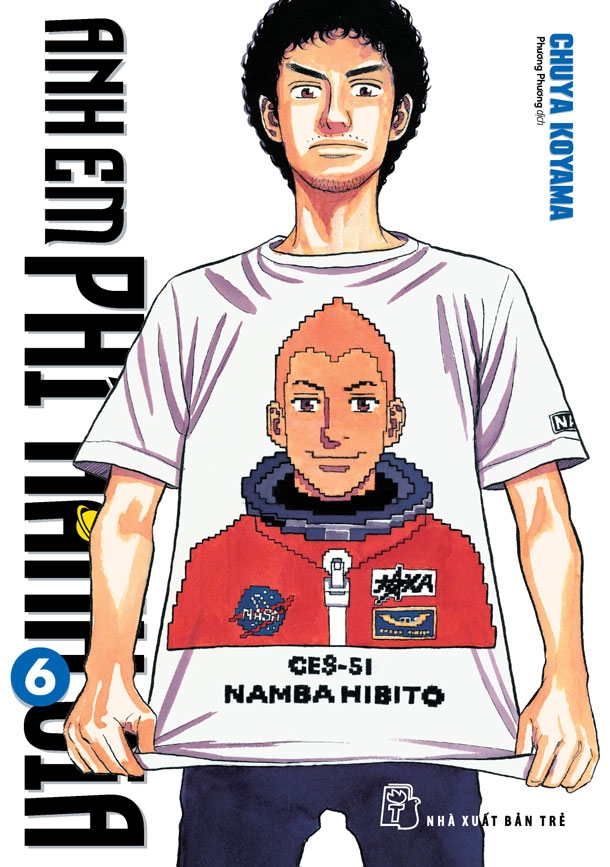 ANH EM PHI HÀNH GIA
6
CHUYA KOYAMA
Phương Phương dịch
NASA
JAXA
CES-51
NAMBA HIBITO
NHÀ XUẤT BẢN TRẺ